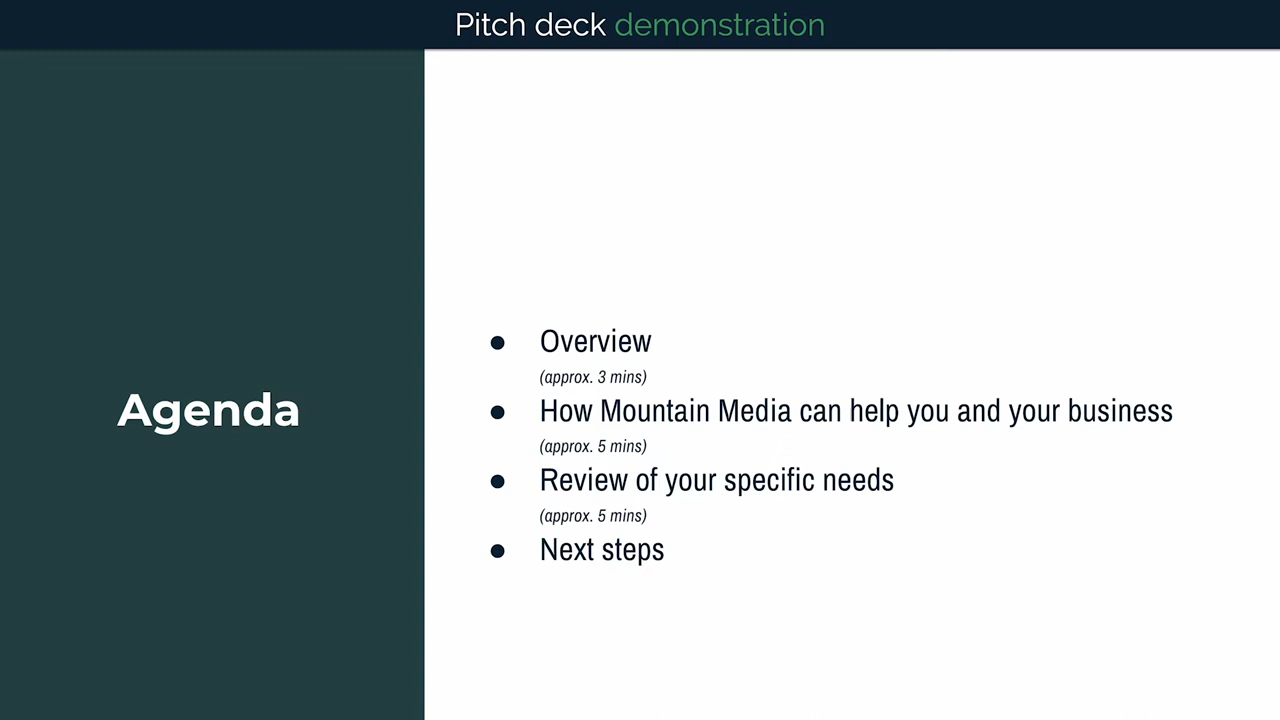 Pitch deck demonstration
Agenda
● Overview
(approx. 3 mins)
● How Mountain Media can help you and your business
(approx. 5 mins)
● Review of your specific needs
(approx. 5 mins)
● Next steps